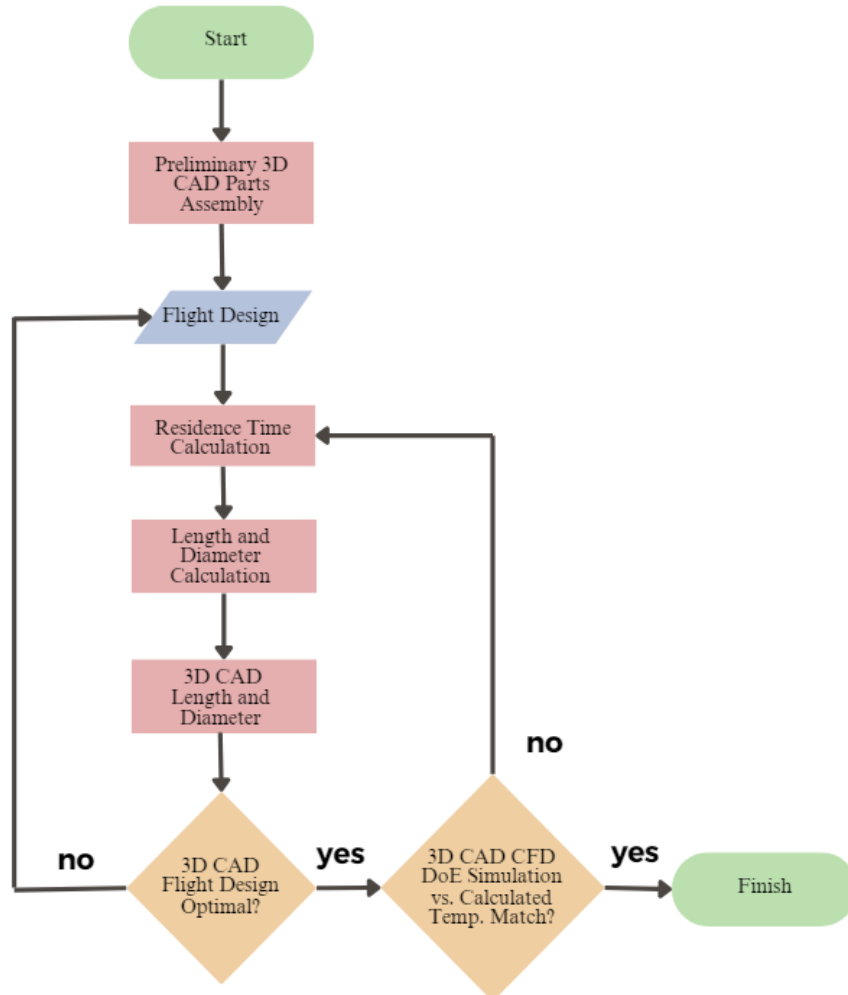 Start
Preliminary 3D
CAD Parts
Assembly
Flight Design
Residence Time
Calculation
Length and
Diameter
Calculation
3D CAD
Length and
Diameter
no
3D CAD
Flight Design
Optimal?
yes
no
3D CAD CFD
DoE Simulation
vs. Calculated
Temp. Match?
yes
Finish